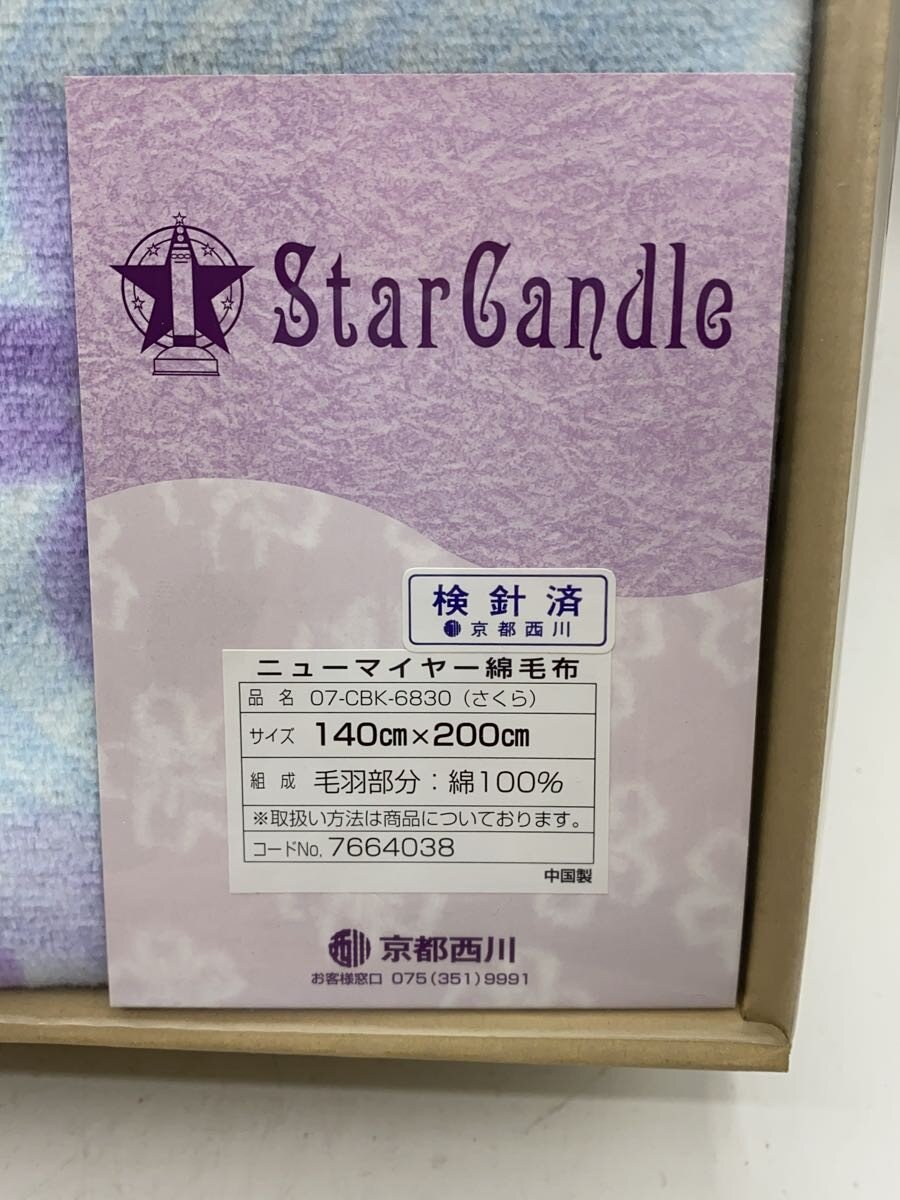 StarCandle
検針済
京都西川
ニューマイヤー綿毛布
品名 07-CBK-6830（さくら）
サイズ 140cm×200cm
組成 毛羽部分：綿100%
※取扱い方法は商品についております。
コードNo. 7664038
中国製
西川 京都西川
お客様窓口 075(351)9991